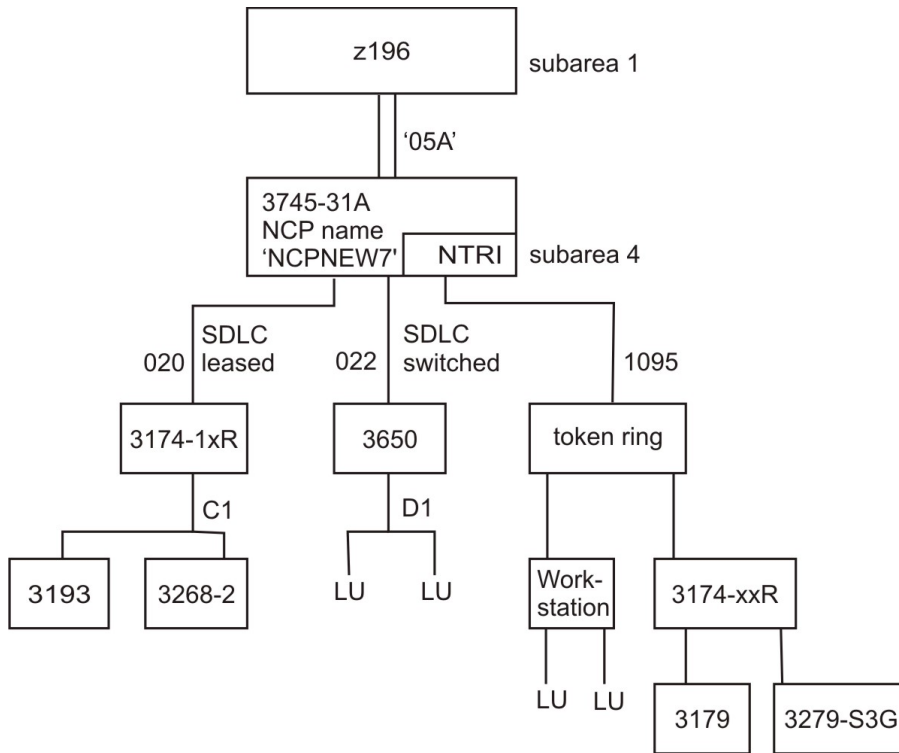 z196
subarea 1
‘05A’
3745-31A
NCP name
‘NCPNEW7'
NTRI
subarea 4
020
SDLC
leased
022
SDLC
switched
1095
3174-1xR
3650
token ring
C1
D1
3193
3268-2
LU
LU
Work-
station
3174-xxR
LU
LU
3179
3279-S3G